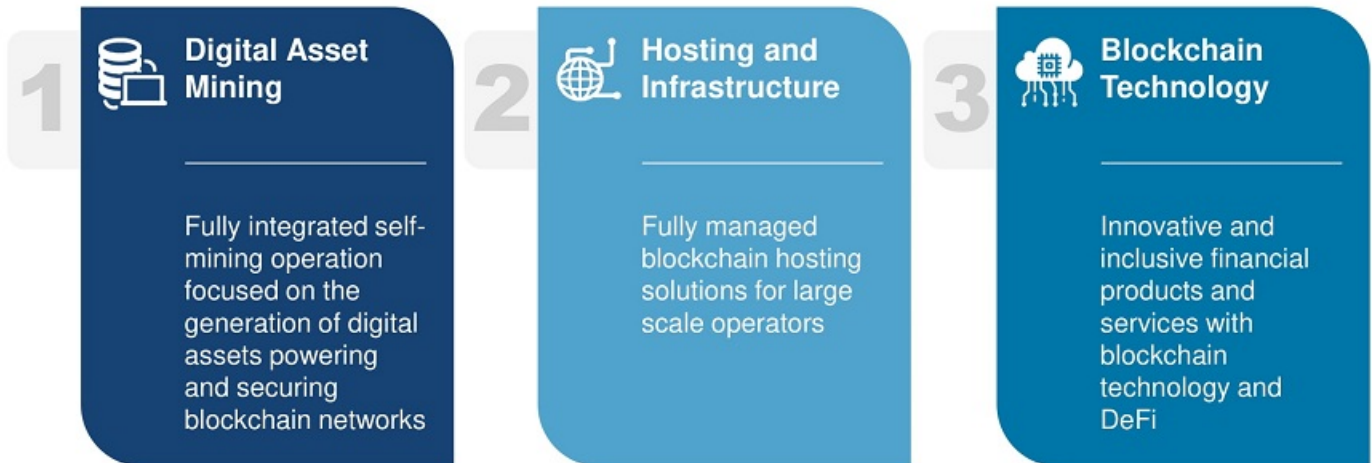 1
Digital Asset
Mining
Fully integrated self-
mining operation
focused on the
generation of digital
assets powering
and securing
blockchain networks
2
Hosting and
Infrastructure
Fully managed
blockchain hosting
solutions for large
scale operators
3
Blockchain
Technology
Innovative and
inclusive financial
products and
services with
blockchain
technology and
DeFi